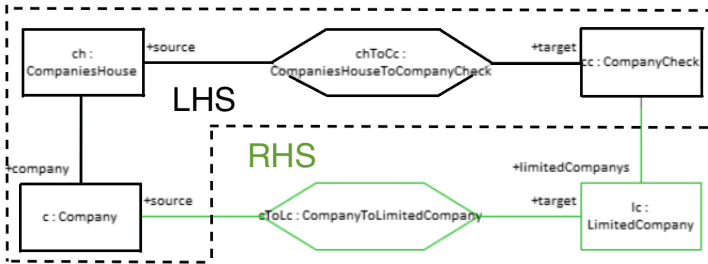 ch :
CompaniesHouse
+source
chToCc :
CompaniesHouseToCompanyCheck
+target
cc : CompanyCheck
LHS
RHS
+company
+limitedCompanys
c : Company
+source
cToLc : CompanyToLimitedCompany
+target
lc :
LimitedCompany